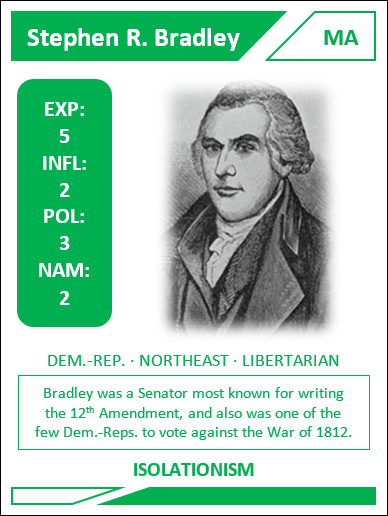 Stephen R. Bradley
MA
EXP:
5
INFL:
2
POL:
3
NAM:
2
DEM.-REP. · NORTHEAST · LIBERTARIAN
Bradley was a Senator most known for writing
the 12th Amendment, and also was one of the
few Dem.-Reps. to vote against the War of 1812.
ISOLATIONISM